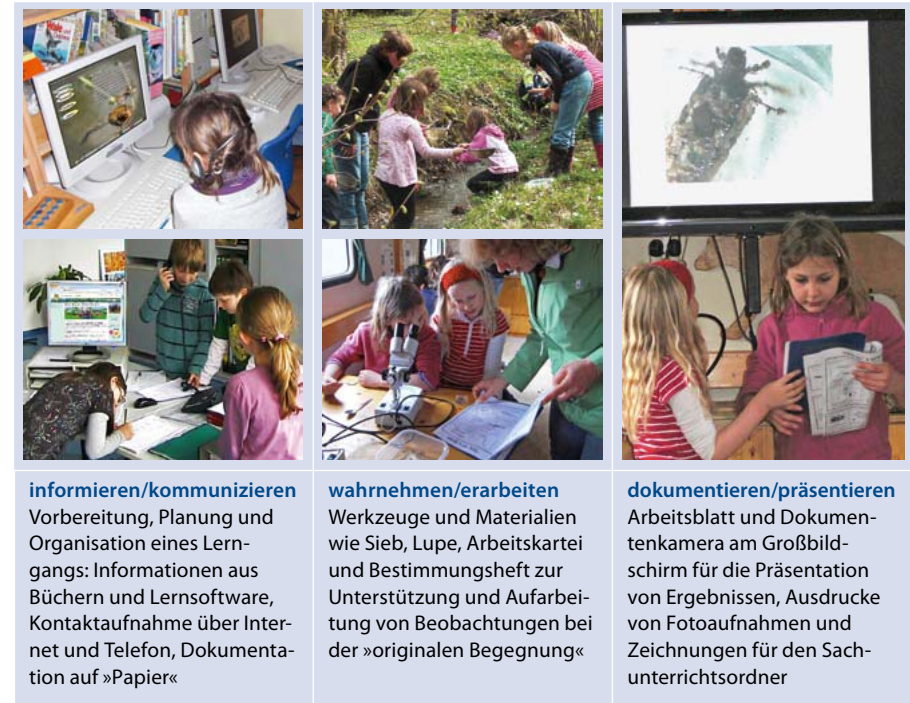 informieren/kommunizieren
Vorbereitung, Planung und
Organisation eines Lern-
gangs: Informationen aus
Büchern und Lernsoftware,
Kontaktaufnahme über Inter-
net und Telefon, Dokumenta-
tion auf »Papier«
wahrnehmen/erarbeiten
Werkzeuge und Materialien
wie Sieb, Lupe, Arbeitskartei
und Bestimmungsheft zur
Unterstützung und Aufarbei-
tung von Beobachtungen bei
der »originalen Begegnung«
dokumentieren/präsentieren
Arbeitsblatt und Dokumen-
tenkamera am Großbild-
schirm für die Präsentation
von Ergebnissen, Ausdrucke
von Fotoaufnahmen und
Zeichnungen für den Sach-
unterrichtsordner